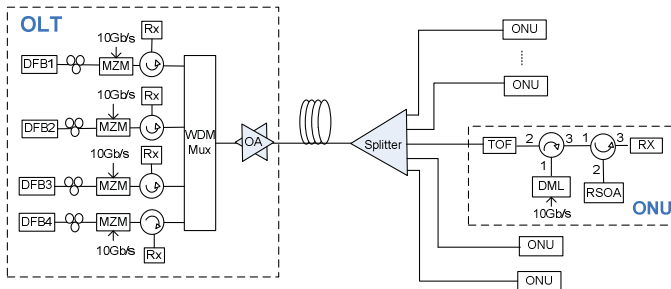 OLT
Rx
10Gb/s
DFB1
MZM
Rx
10Gb/s
DFB2
MZM
WDM
Mux
OA
Rx
10Gb/s
DFB3
MZM
DFB4
MZM
10Gb/s
Rx
Splitter
ONU
ONU
TOF
2
3
1
3
RX
1
2
DML
RSOA
10Gb/s
ONU
ONU
ONU